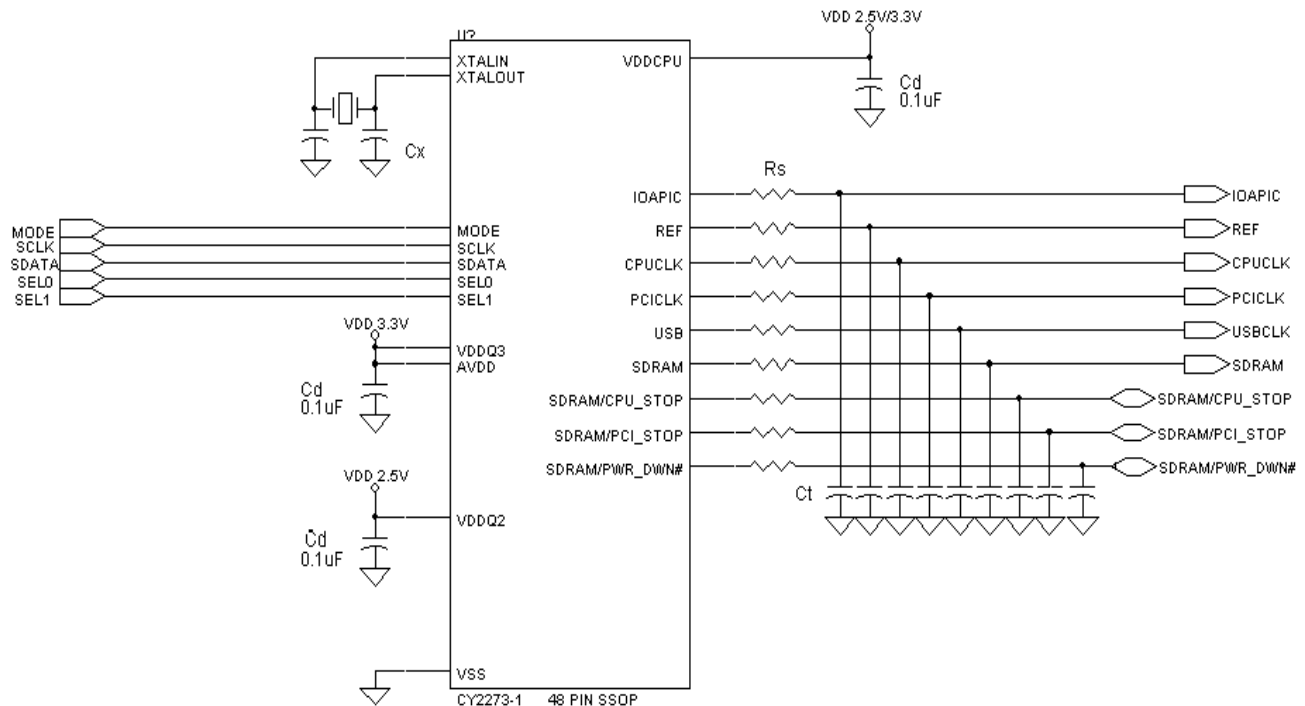 VDD 2.5V/3.3V
U?
XTALIN
XTALOUT
VDDCPU
Cd
0.1uF
Cx
Rs
IOAPIC
IOAPIC
REF
REF
CPUCLK
CPUCLK
PCICLK
PCICLK
USB
USBCLK
SDRAM
SDRAM
SDRAM/CPU_STOP
SDRAM/CPU_STOP
SDRAM/PCI_STOP
SDRAM/PCI_STOP
SDRAM/PWR_DWN#
SDRAM/PWR_DWN#
Ct
MODE
MODE
SCLK
SCLK
SDATA
SDATA
SEL0
SEL0
SEL1
SEL1
VDD 3.3V
VDDQ3
AVDD
Cd
0.1uF
VDD 2.5V
VDDQ2
Cd
0.1uF
VSS
CY2273-1 48 PIN SSOP